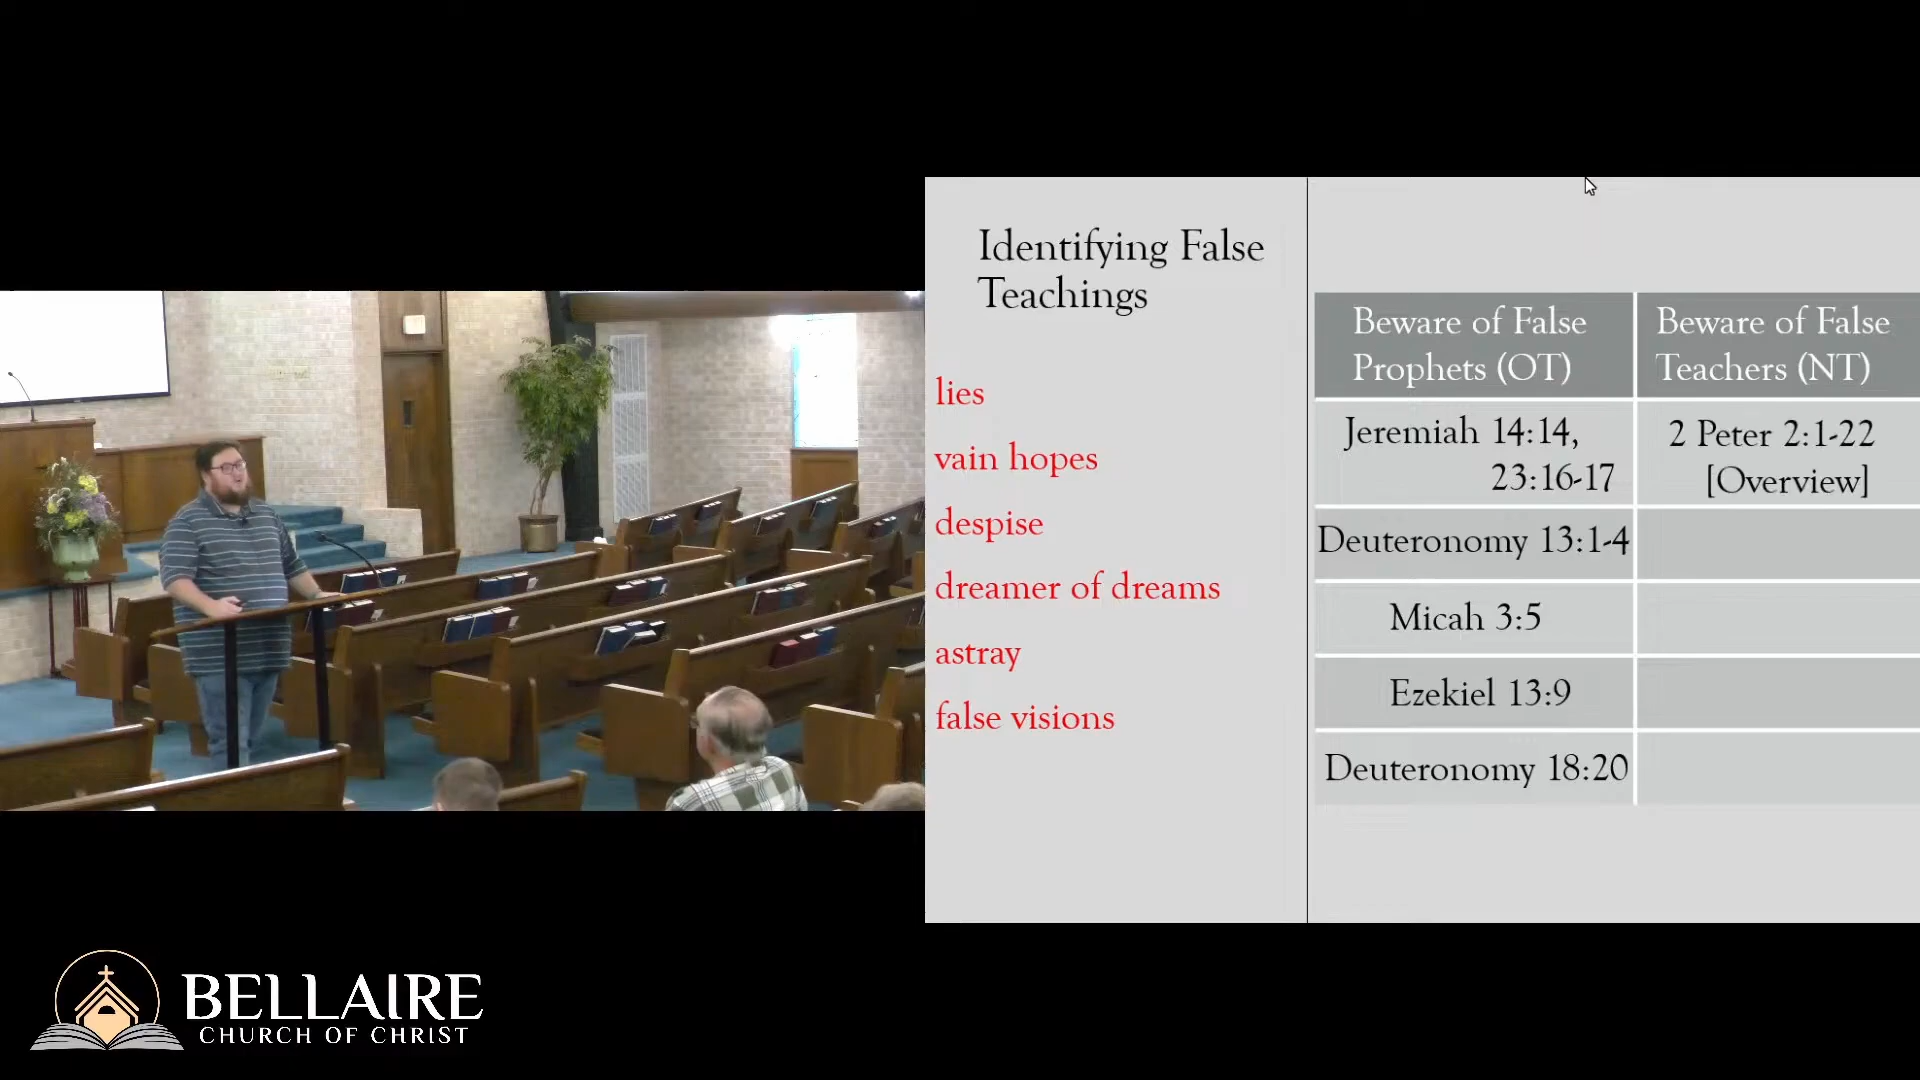 Identifying False
Teachings
lies
vain hopes
despise
dreamer of dreams
astray
false visions
Beware of False
Prophets (OT)
Beware of False
Teachers (NT)
Jeremiah 14:14,
23:16-17
2 Peter 2:1-22
[Overview]
Deuteronomy 13:1-4
Micah 3:5
Ezekiel 13:9
Deuteronomy 18:20
BELLAIRE
CHURCH OF CHRIST